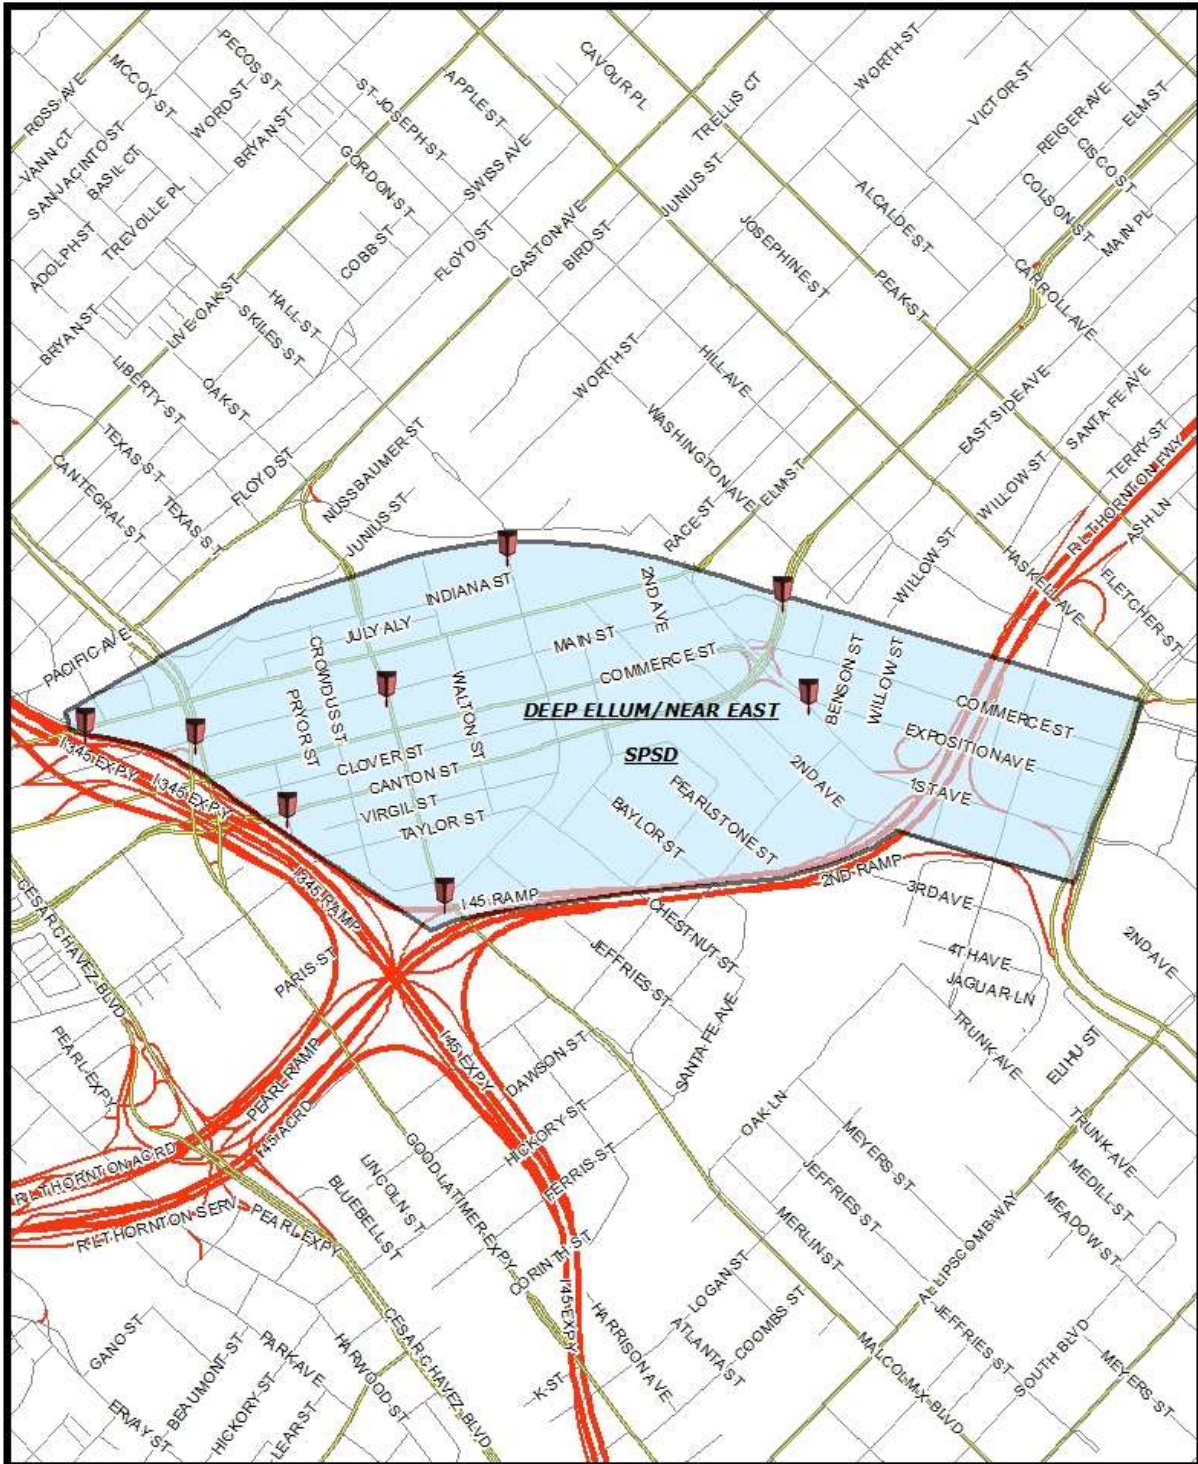 ROSS AVE
MCCOY ST
PECOS ST
WORD ST
BRYAN ST
ST JOSEPH ST
APPLE ST
CAVOUR PL
TRELLIS CT
WORTH ST
VICTOR ST
REIGER AVE
ELM ST
CISCO ST
VANN CT
SAN JACINTO ST
BASIL CT
TREVOLLE PL
ADOLPH ST
GORDON ST
SWISS AVE
JUNIUS ST
COBB ST
FLOYD ST
GASTON AVE
BIRD ST
JOSEPHINE ST
ALCALDE ST
COLSON ST
MAIN PL
PEAK ST
CARROLL AVE
BRYAN ST
LIVE OAK ST
HALL ST
SKILES ST
LIBERTY ST
OAK ST
WORTH ST
HILL AVE
EAST SIDE AVE
SANTA FE AVE
TERRY ST
R L THORNTON FWY
TEXAS ST
CANTEGRAL ST
TEXAS ST
FLOYD ST
NUSSBAUMER ST
JUNIUS ST
WASHINGTON AVE
ELM ST
RACE ST
WILLOW ST
ASH LN
WILLOW ST
HASKELL AVE
FLETCHER ST
INDIANA ST
2ND AVE
PACIFIC AVE
JULY ALY
MAIN ST
COMMERCE ST
CROWDUS ST
PRYOR ST
WALTON ST
BENSON ST
WILLOW ST
COMMERCE ST
DEEP ELLUM/NEAR EAST
SPSD
EXPOSITION AVE
I 345 EXPY
I 345 EXPY
CLOVER ST
CANTON ST
VIRGIL ST
TAYLOR ST
BAYLOR ST
PEARLSTONE ST
2ND AVE
1ST AVE
I 345 RAMP
I 45 RAMP
2ND RAMP
3RD AVE
CESAR CHAVEZ BLVD
PARIS ST
JEFFRIES ST
CHESTNUT ST
4TH AVE
JAGUAR LN
2ND AVE
SANTA FE AVE
TRUNK AVE
ELIHU ST
PEARL EXPY
PEARL RAMP
I 45 EXPY
DAWSON ST
I 45 ACRD
HICKORY ST
FERRIS ST
OAK LN
MEYERS ST
JEFFRIES ST
TRUNK AVE
MEDILL ST
MEADOW ST
R L THORNTON ACRD
R L THORNTON SERV
PEARL EXPY
LINCOLN ST
BLUEBELL ST
GOOD LATIMER EXPY
CORINTH ST
MERLIN ST
AL LIPSCOMB WAY
I 45 EXPY
LOGAN ST
ATLANTA ST
COOMBS ST
HARRISON AVE
JEFFRIES ST
SOUTH BLVD
MEYERS ST
GANO ST
BEAUMONT ST
PARK AVE
HARWOOD ST
CESAR CHAVEZ BLVD
K ST
MALCOLM X BLVD
ERVAY ST
HICKORY ST
LEAR ST